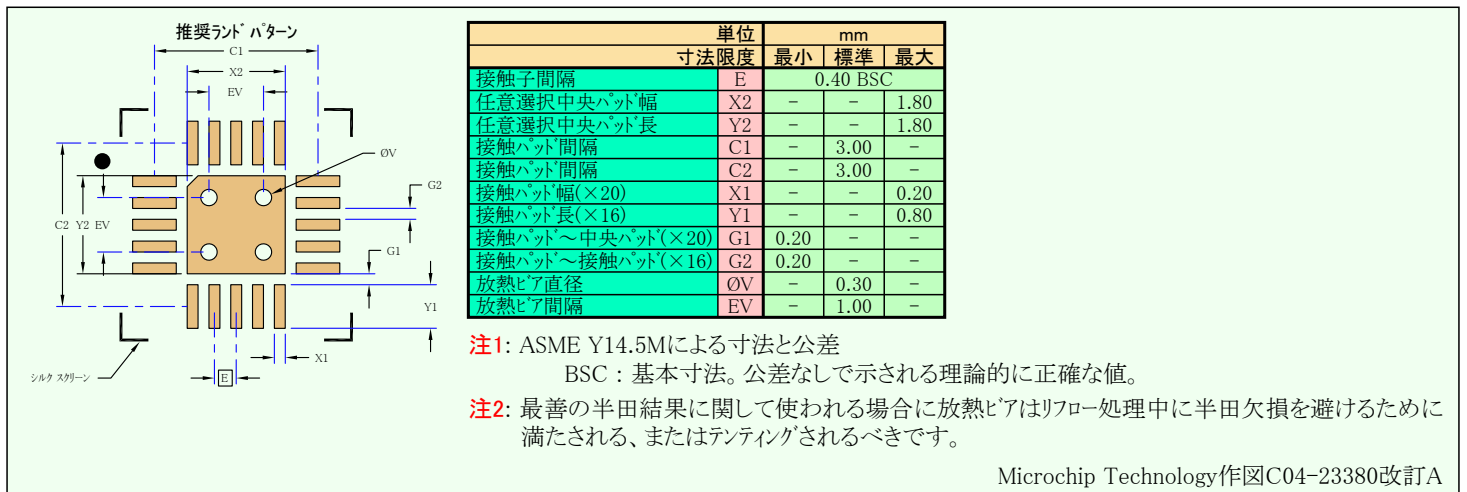 推奨ランド パターン
C1
X2
EV
ØV
G2
C2 Y2 EV
G1
Y1
X1
E
シルク スクリーン
単位 mm
寸法限度 最小 標準 最大
接触子間隔 E 0.40 BSC
任意選択中央パッド幅 X2 - - 1.80
任意選択中央パッド長 Y2 - - 1.80
接触パッド間隔 C1 - 3.00 -
接触パッド間隔 C2 - 3.00 -
接触パッド幅(×20) X1 - - 0.20
接触パッド長(×16) Y1 - - 0.80
接触パッド～中央パッド(×20) G1 0.20 - -
接触パッド～接触パッド(×16) G2 0.20 - -
放熱ビア直径 ØV - 0.30 -
放熱ビア間隔 EV - 1.00 -
注1: ASME Y14.5Mによる寸法と公差
BSC : 基本寸法。公差なしで示される理論的に正確な値。
注2: 最善の半田結果に関して使われる場合に放熱ビアはリフロー処理中に半田欠損を避けるために
満たされる、またはテンティングされるべきです。
Microchip Technology作図C04-23380改訂A